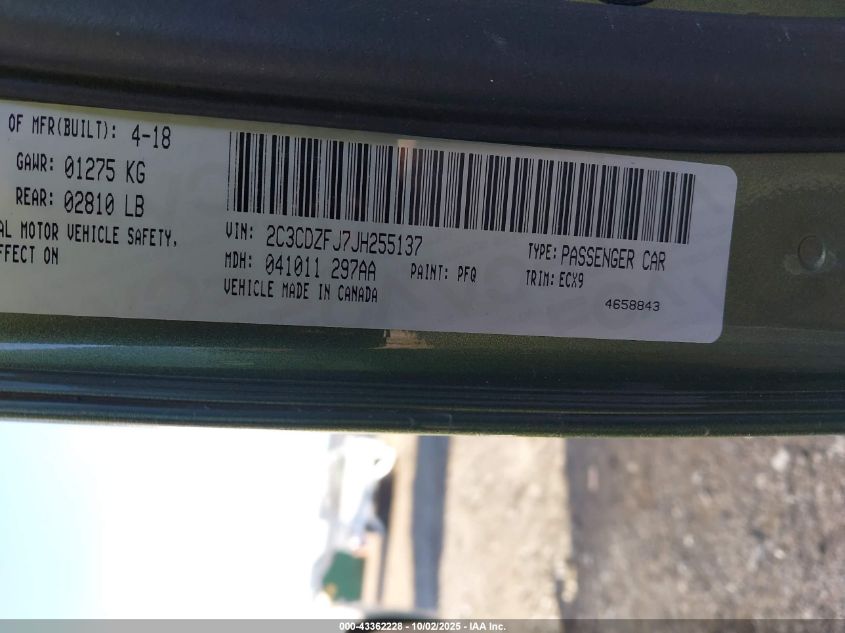 OF MFR(BUILT): 4-18
GAWR: 01275 KG
REAR: 02810 LB
AL MOTOR VEHICLE SAFETY,
FFECT ON
VIN: 2C3CDZFJ7JH255137
MDH: 041011 297AA PAINT: PFQ
VEHICLE MADE IN CANADA
TYPE: PASSENGER CAR
TRIM: ECX9
4658843
000-43362228 - 10/02/2025 - IAA Inc.